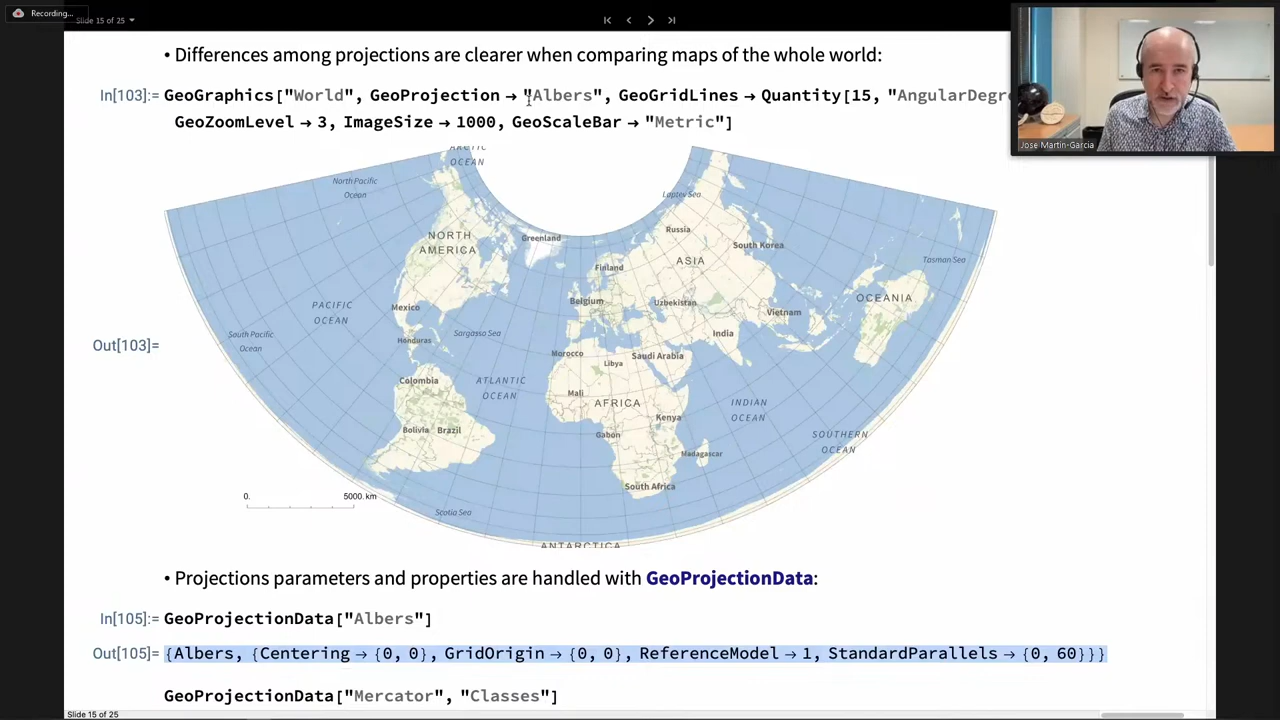 Recording...
Slide 15 of 25
• Differences among projections are clearer when comparing maps of the whole world:
In[103]:= GeoGraphics["World", GeoProjection → "Albers", GeoGridLines → Quantity[15, "AngularDegr
GeoZoomLevel → 3, ImageSize → 1000, GeoScaleBar → "Metric"]
Jose Martin-Garcia
ARCTIC
OCEAN
North Pacific
Ocean
Laptev Sea
NORTH
AMERICA
Greenland
Russia
South Korea
ASIA
Tasman Sea
Finland
OCEANIA
PACIFIC
OCEAN
Mexico
Belgium
Uzbekistan
Vietnam
South Pacific
Ocean
Honduras
Sargasso Sea
India
Out[103]=
Morocco
Libya
Saudi Arabia
Colombia
ATLANTIC
OCEAN
Mali
AFRICA
INDIAN
OCEAN
Kenya
Bolivia
Brazil
Gabon
SOUTHERN
OCEAN
Madagascar
South Africa
0.
5000. km
Scotia Sea
ANTARCTICA
• Projections parameters and properties are handled with GeoProjectionData:
In[105]:= GeoProjectionData["Albers"]
Out[105]= {Albers, {Centering → {0, 0}, GridOrigin → {0, 0}, ReferenceModel → 1, StandardParallels → {0, 60}}}
GeoProjectionData["Mercator", "Classes"]
Slide 15 of 25